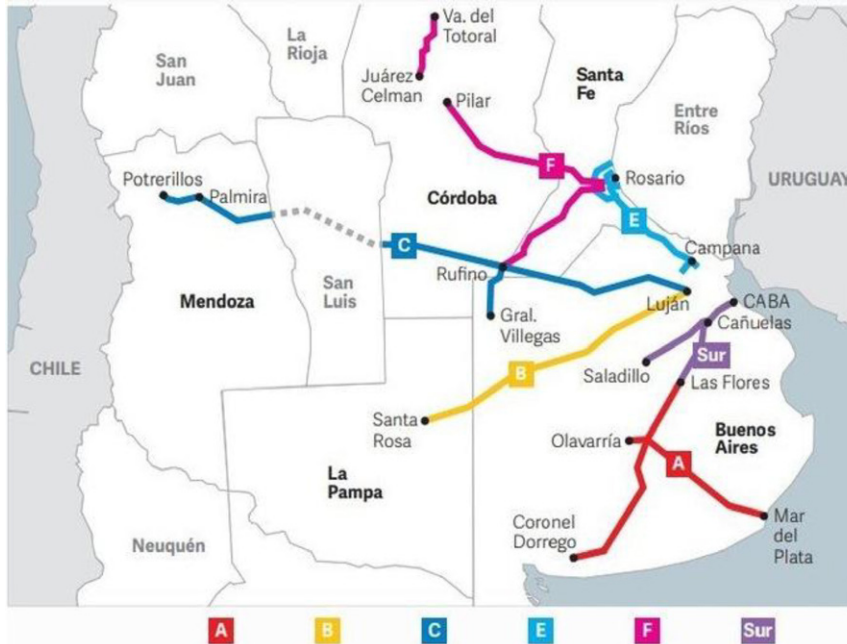 Va. del
Totoral
La
Rioja
San
Juan
Juárez
Celman
Pilar
Santa
Fe
Entre
Ríos
Potrerillos
Palmira
F
Rosario
URUGUAY
Córdoba
E
C
Campana
Rufino
San
Luis
Mendoza
Luján
CABA
Gral.
Villegas
Cañuelas
Sur
CHILE
B
Saladillo
Las Flores
Santa
Rosa
Olavarría
Buenos
Aires
A
La
Pampa
Coronel
Dorrego
Mar
del
Plata
Neuquén
A B C E F Sur